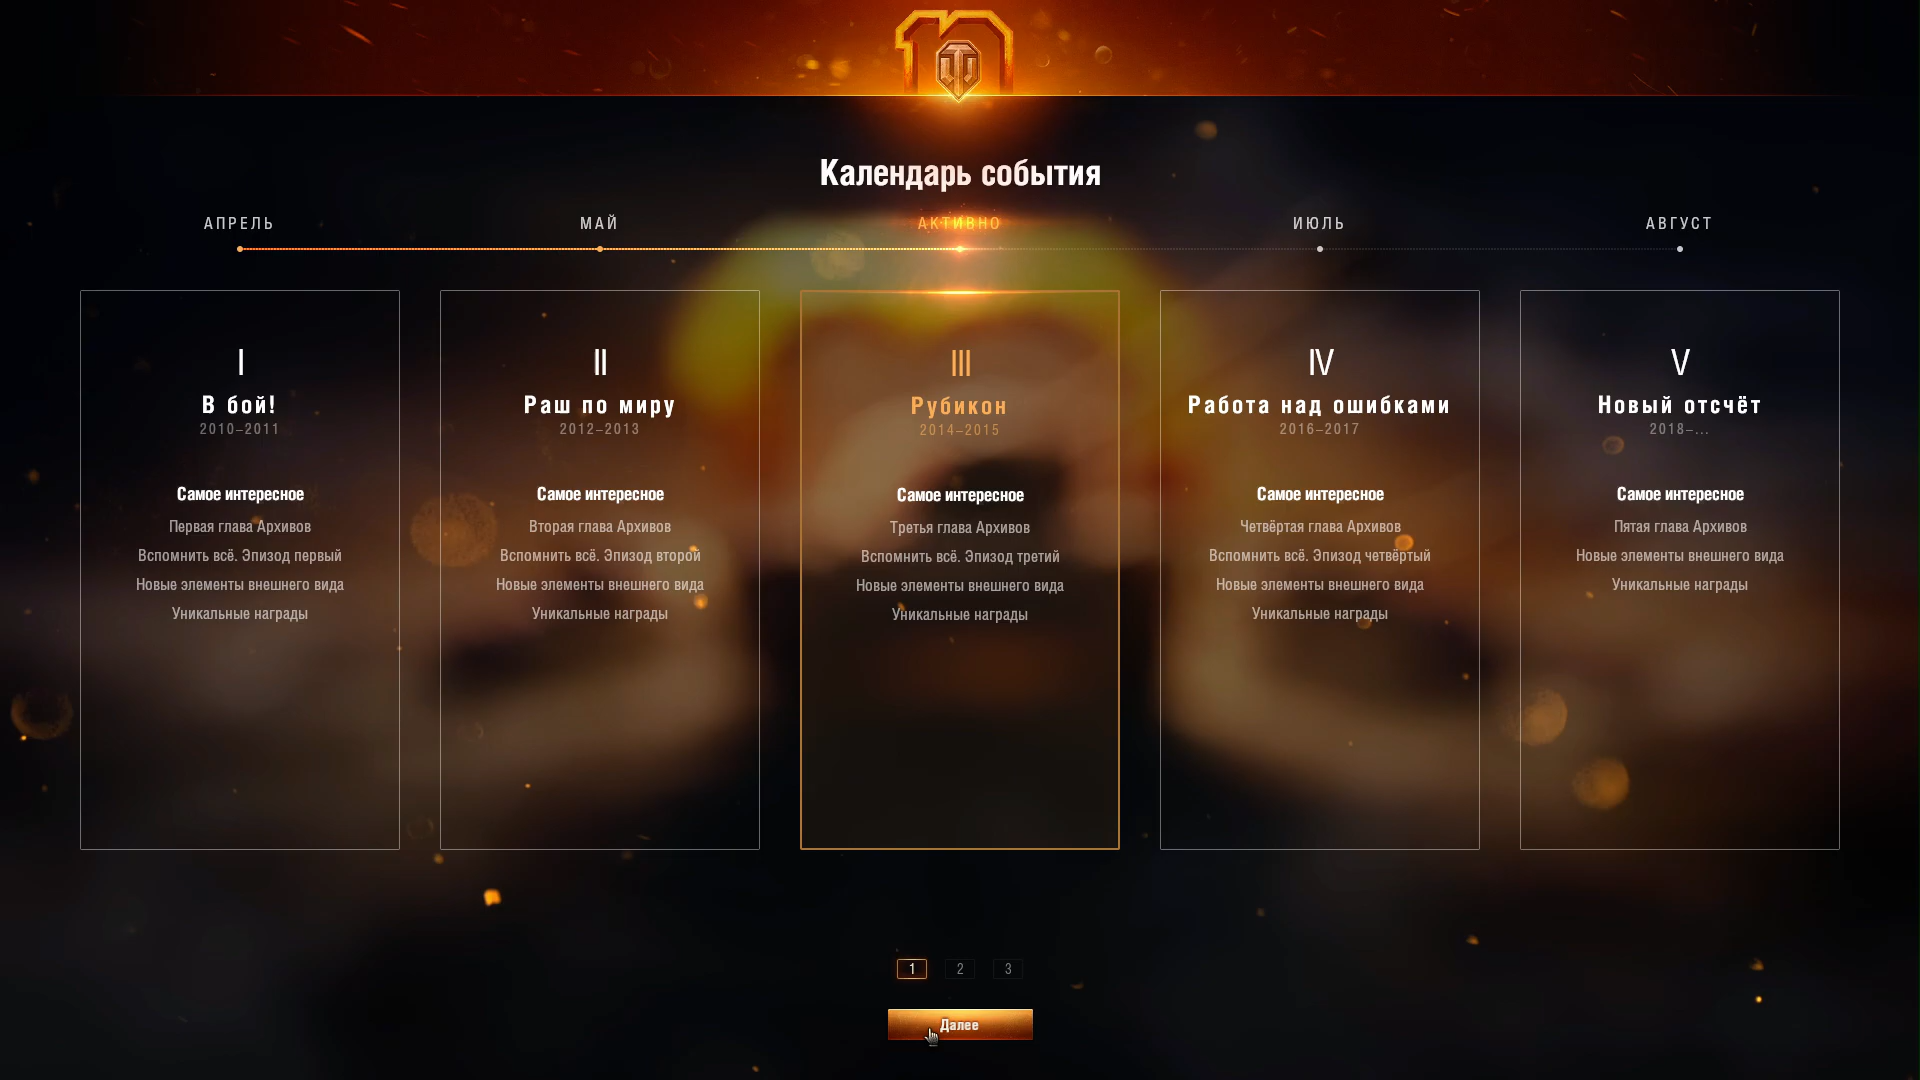 10
Календарь события
АПРЕЛЬ
МАЙ
АКТИВНО
ИЮЛЬ
АВГУСТ
I
В бой!
2010–2011
Самое интересное
Первая глава Архивов
Вспомнить всё. Эпизод первый
Новые элементы внешнего вида
Уникальные награды
II
Раш по миру
2012–2013
Самое интересное
Вторая глава Архивов
Вспомнить всё. Эпизод второй
Новые элементы внешнего вида
Уникальные награды
III
Рубикон
2014–2015
Самое интересное
Третья глава Архивов
Вспомнить всё. Эпизод третий
Новые элементы внешнего вида
Уникальные награды
IV
Работа над ошибками
2016–2017
Самое интересное
Четвёртая глава Архивов
Вспомнить всё. Эпизод четвёртый
Новые элементы внешнего вида
Уникальные награды
V
Новый отсчёт
2018–...
Самое интересное
Пятая глава Архивов
Новые элементы внешнего вида
Уникальные награды
1 2 3
Далее